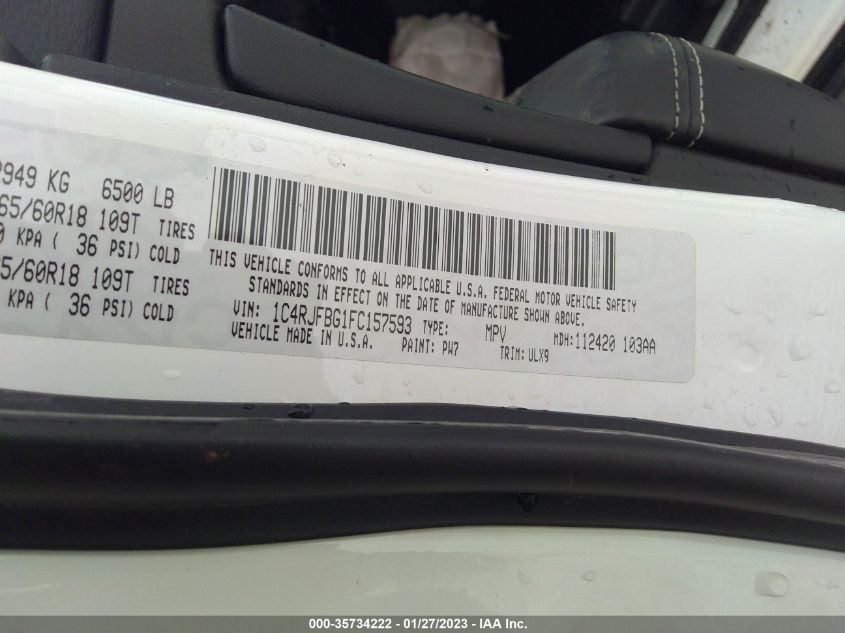 2949 KG 6500 LB
65/60R18 109T TIRES
0 KPA ( 36 PSI) COLD
65/60R18 109T TIRES
KPA ( 36 PSI) COLD
THIS VEHICLE CONFORMS TO ALL APPLICABLE U.S.A. FEDERAL MOTOR VEHICLE SAFETY
STANDARDS IN EFFECT ON THE DATE OF MANUFACTURE SHOWN ABOVE.
VIN: 1C4RJFBG1FC157593 TYPE: MPV MDH:112420 103AA
VEHICLE MADE IN U.S.A. PAINT: PW7 TRIM: ULX9
000-35734222 - 01/27/2023 - IAA Inc.